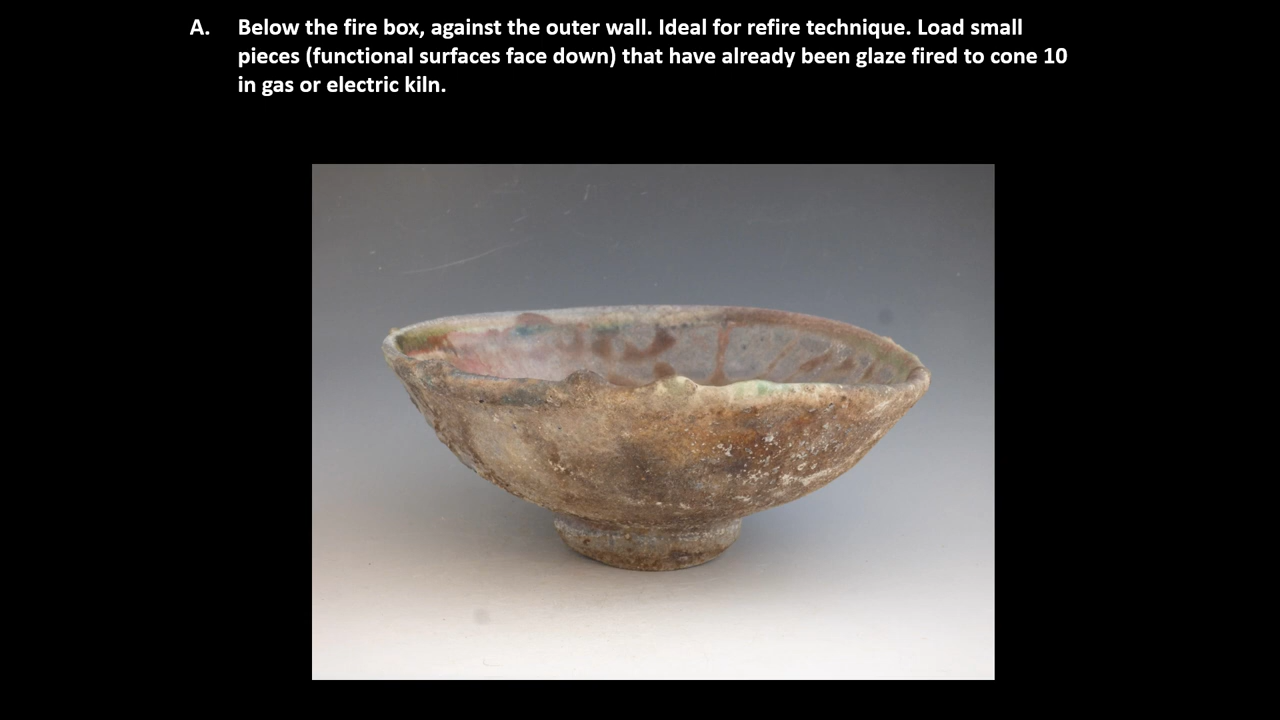 A. Below the fire box, against the outer wall. Ideal for refire technique. Load small
pieces (functional surfaces face down) that have already been glaze fired to cone 10
in gas or electric kiln.